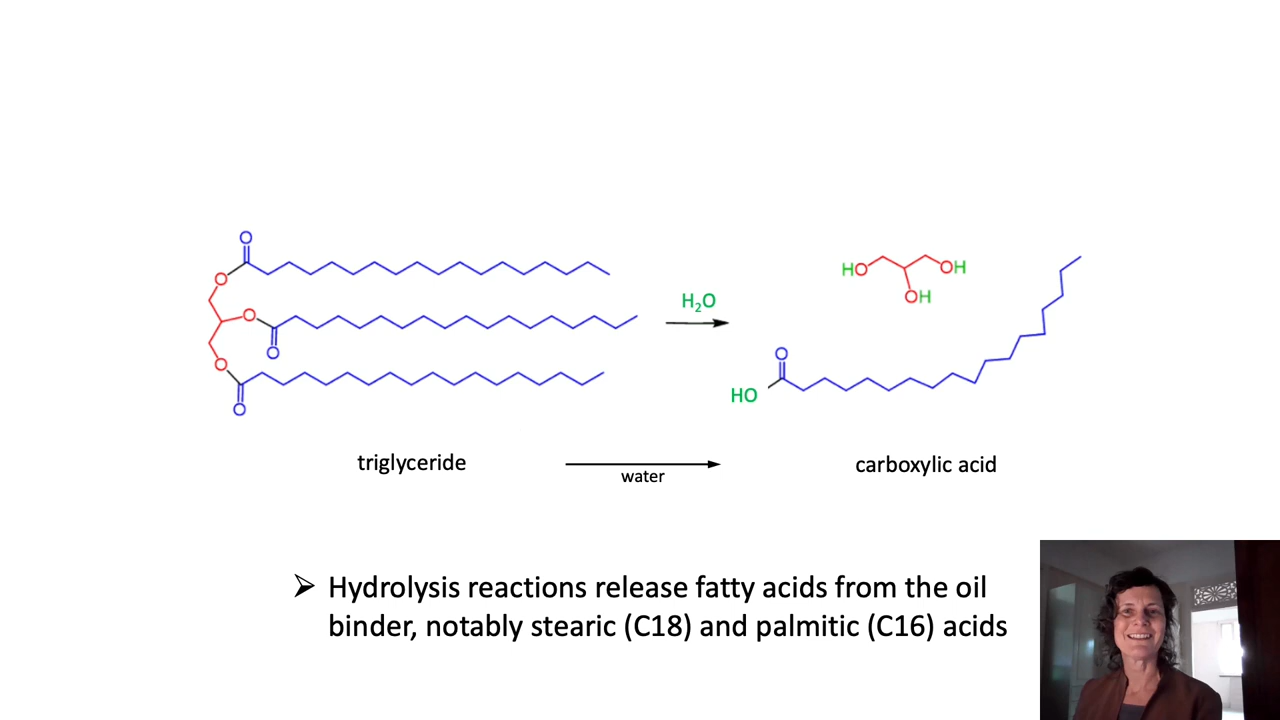 O
O
O
O
O
O
H₂O
HO
OH
OH
O
HO
triglyceride
water
carboxylic acid
➢ Hydrolysis reactions release fatty acids from the oil
binder, notably stearic (C18) and palmitic (C16) acids